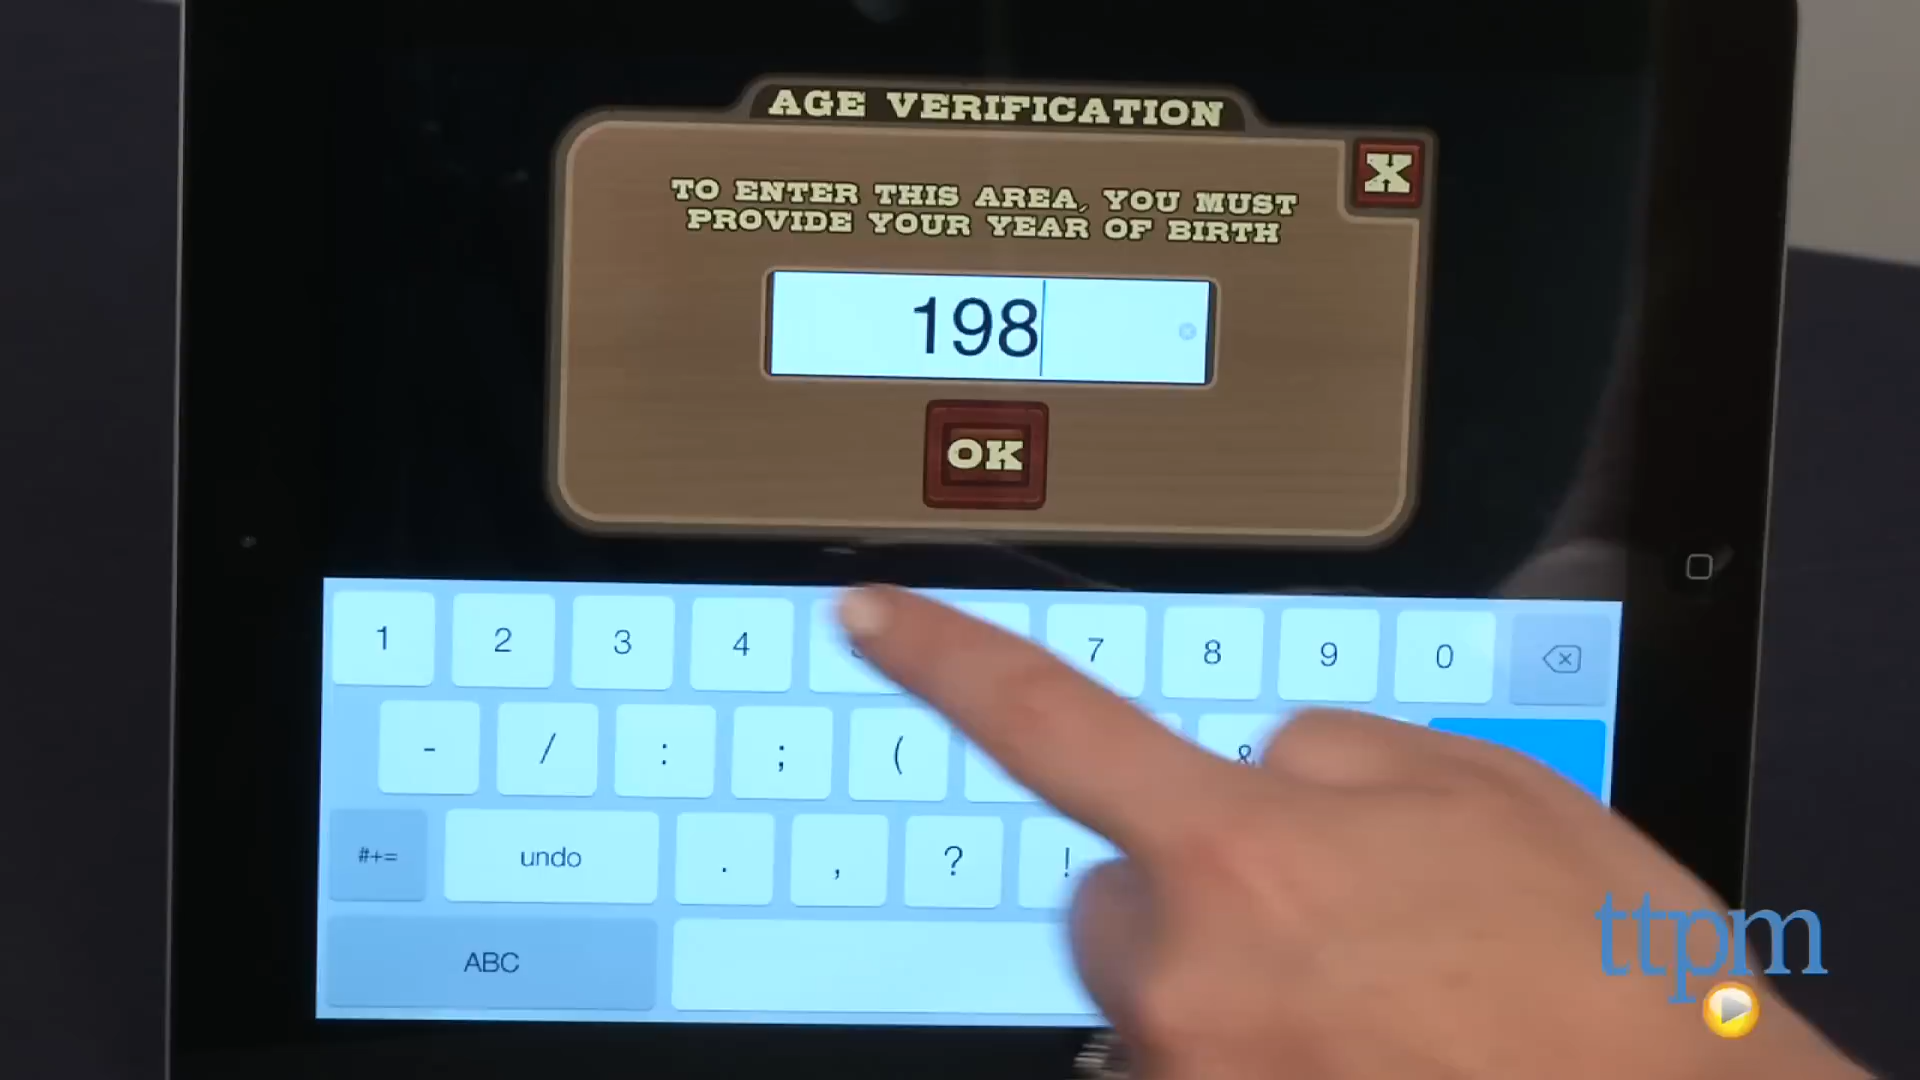 AGE VERIFICATION
X
TO ENTER THIS AREA, YOU MUST
PROVIDE YOUR YEAR OF BIRTH
198
OK
1 2 3 4 5 7 8 9 0
- / : ; ( &
#+= undo . , ? !
ABC
ttpm